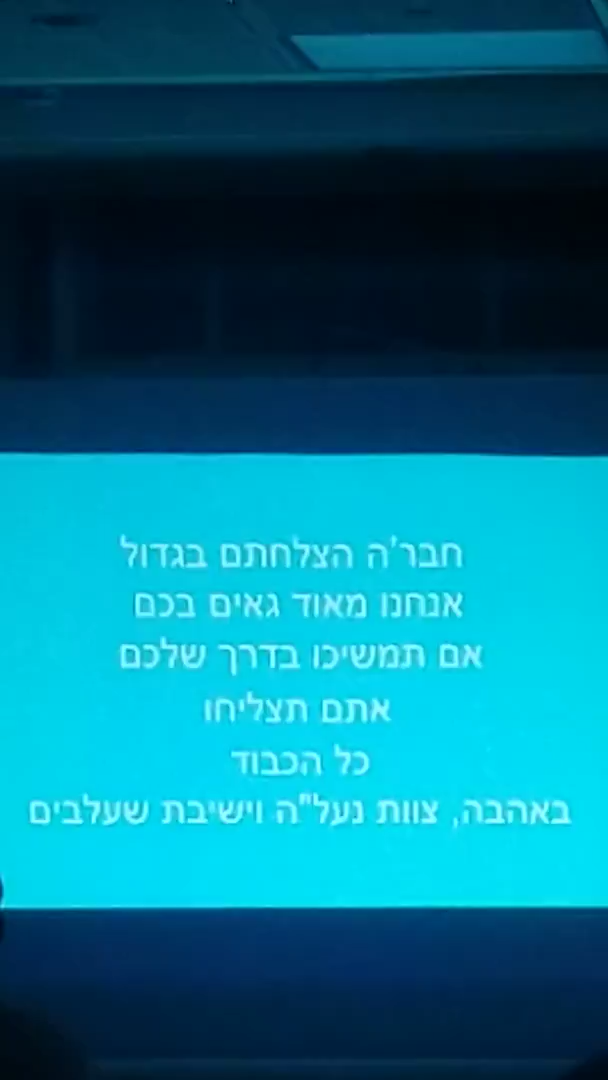 חבר'ה הצלחתם בגדול
אנחנו מאוד גאים בכם
אם תמשיכו בדרך שלכם
אתם תצליחו
כל הכבוד
באהבה, צוות נעל"ה וישיבת שעלבים